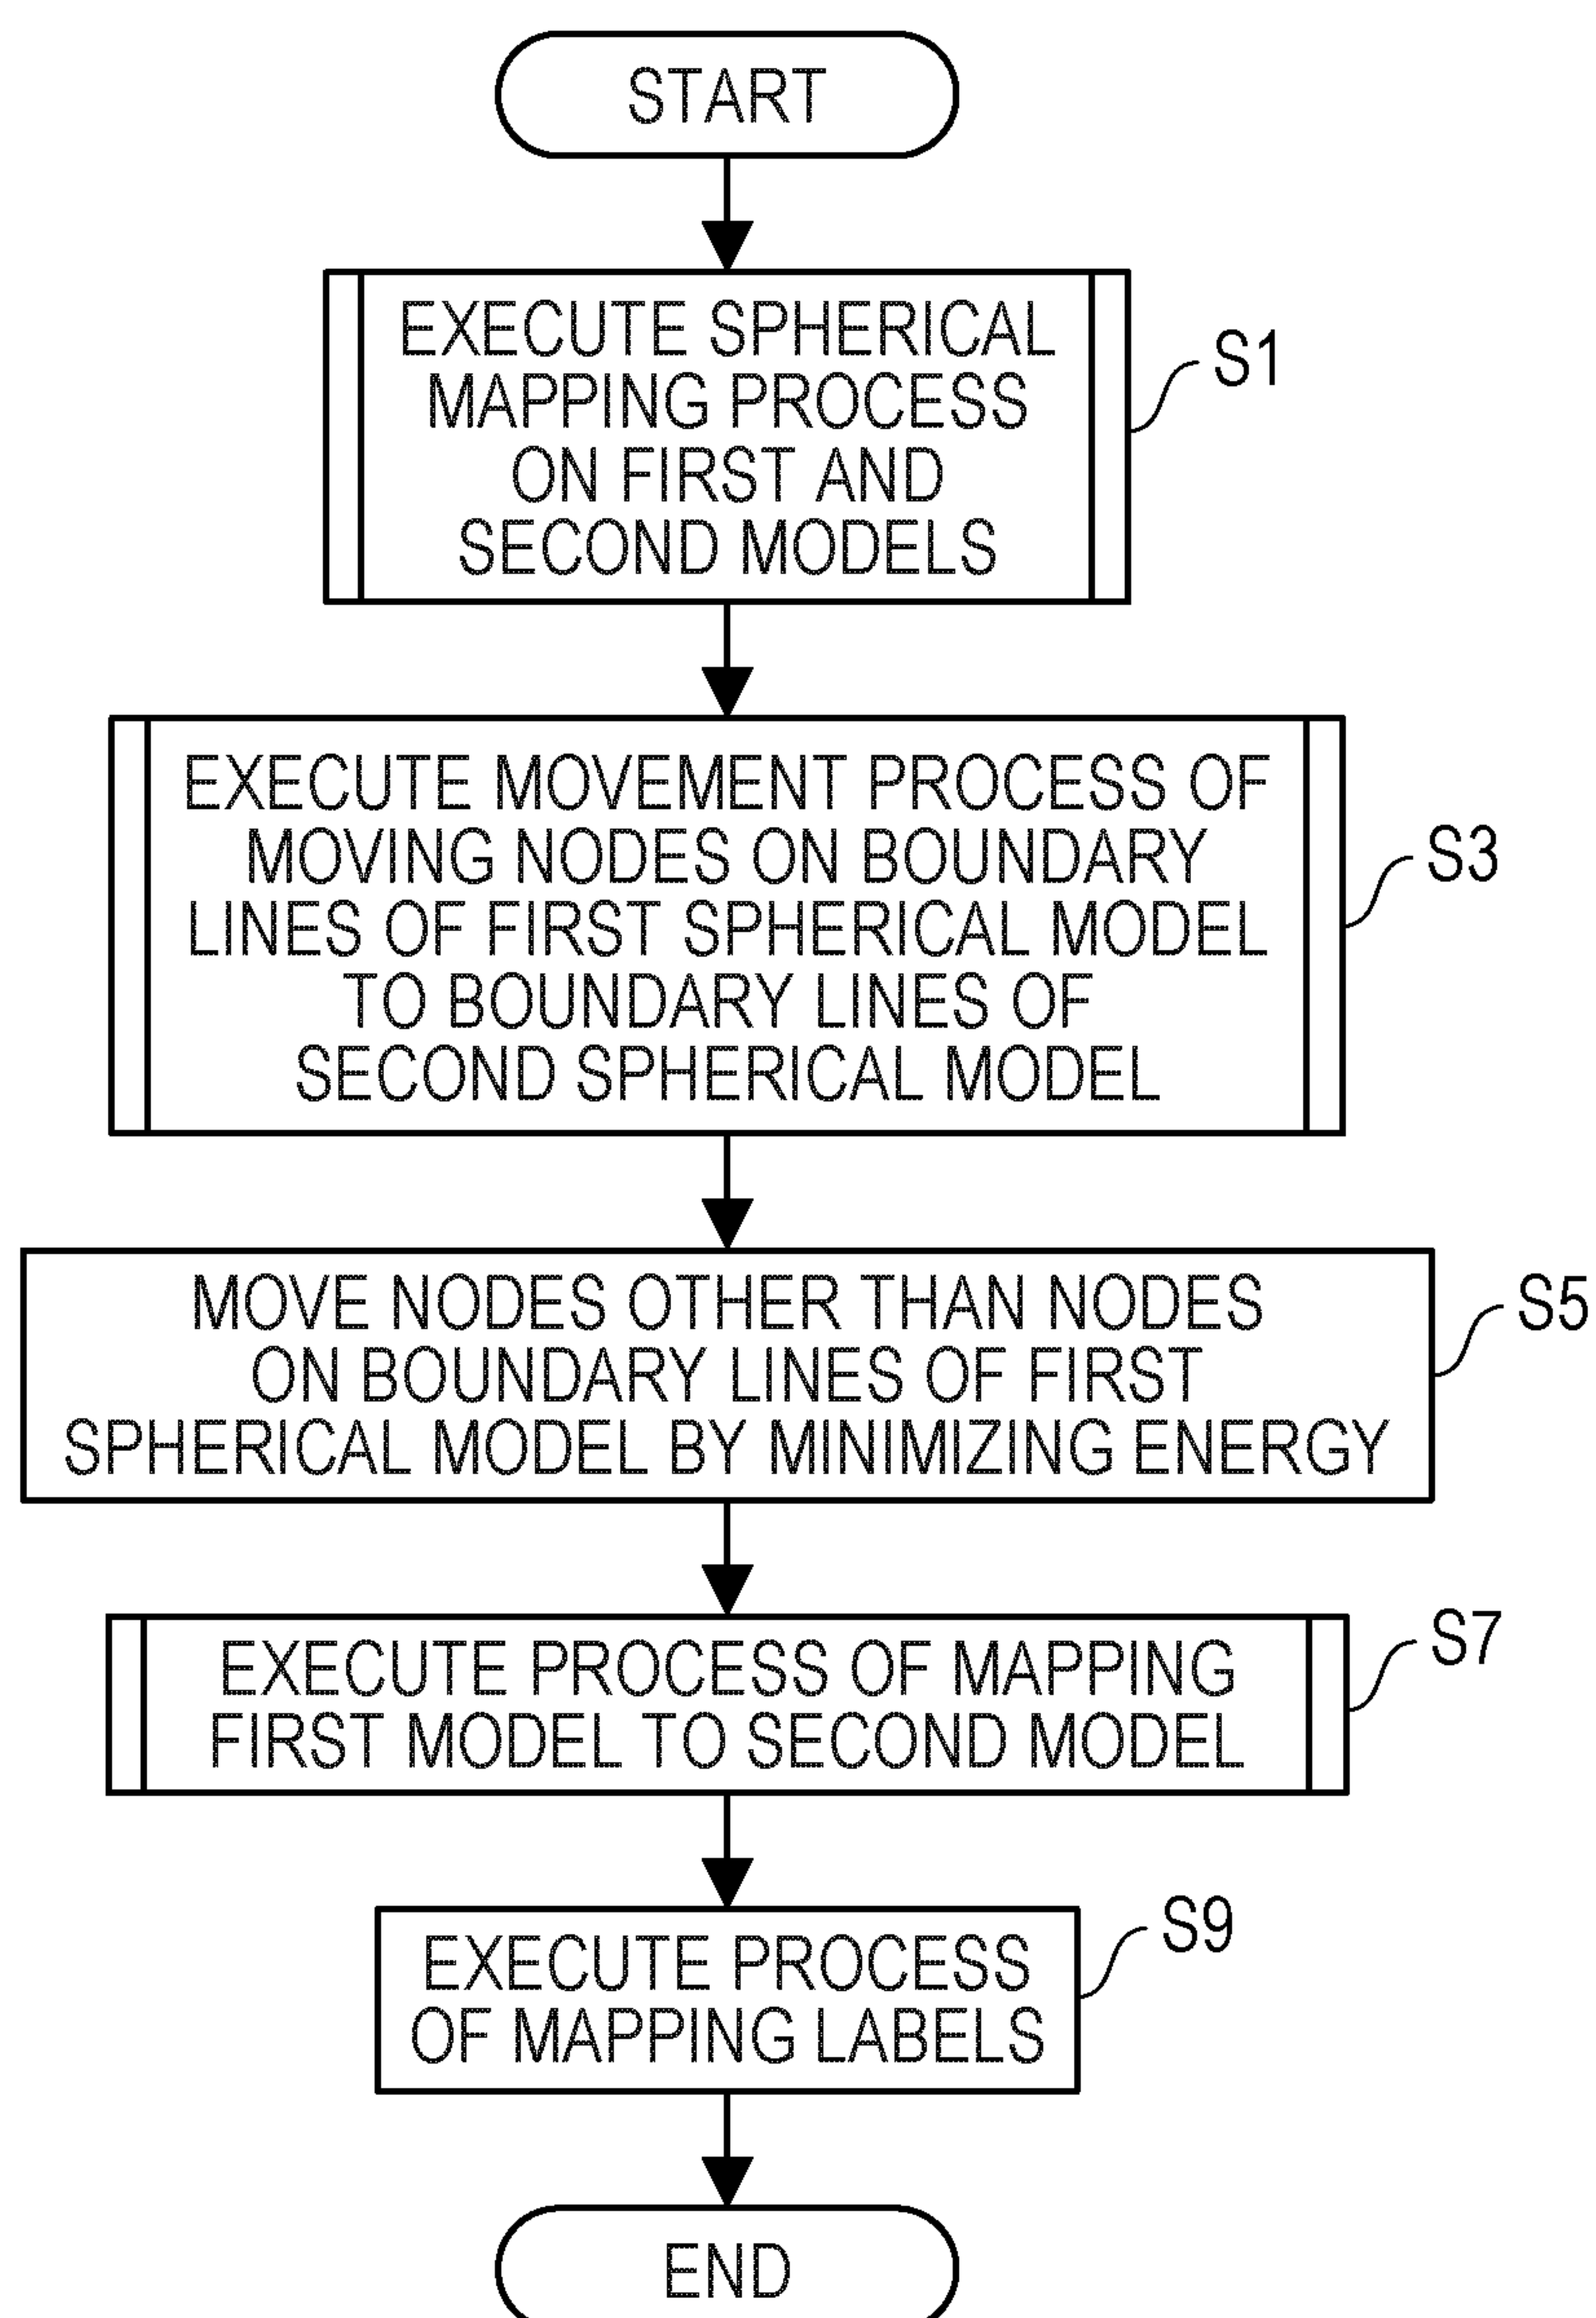 START
EXECUTE SPHERICAL
MAPPING PROCESS
ON FIRST AND
SECOND MODELS
S1
EXECUTE MOVEMENT PROCESS OF
MOVING NODES ON BOUNDARY
LINES OF FIRST SPHERICAL MODEL
TO BOUNDARY LINES OF
SECOND SPHERICAL MODEL
S3
MOVE NODES OTHER THAN NODES
ON BOUNDARY LINES OF FIRST
SPHERICAL MODEL BY MINIMIZING ENERGY
S5
EXECUTE PROCESS OF MAPPING
FIRST MODEL TO SECOND MODEL
S7
EXECUTE PROCESS
OF MAPPING LABELS
S9
END